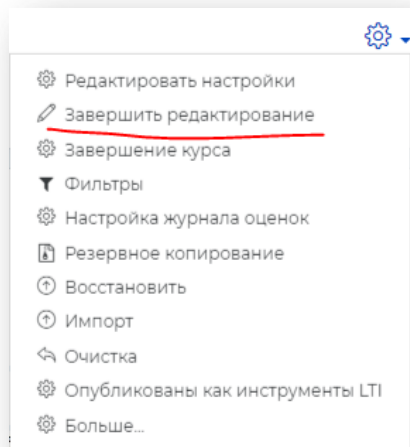 Редактировать настройки
Завершить редактирование
Завершение курса
Фильтры
Настройка журнала оценок
Резервное копирование
Восстановить
Импорт
Очистка
Опубликованы как инструменты LTI
Больше...